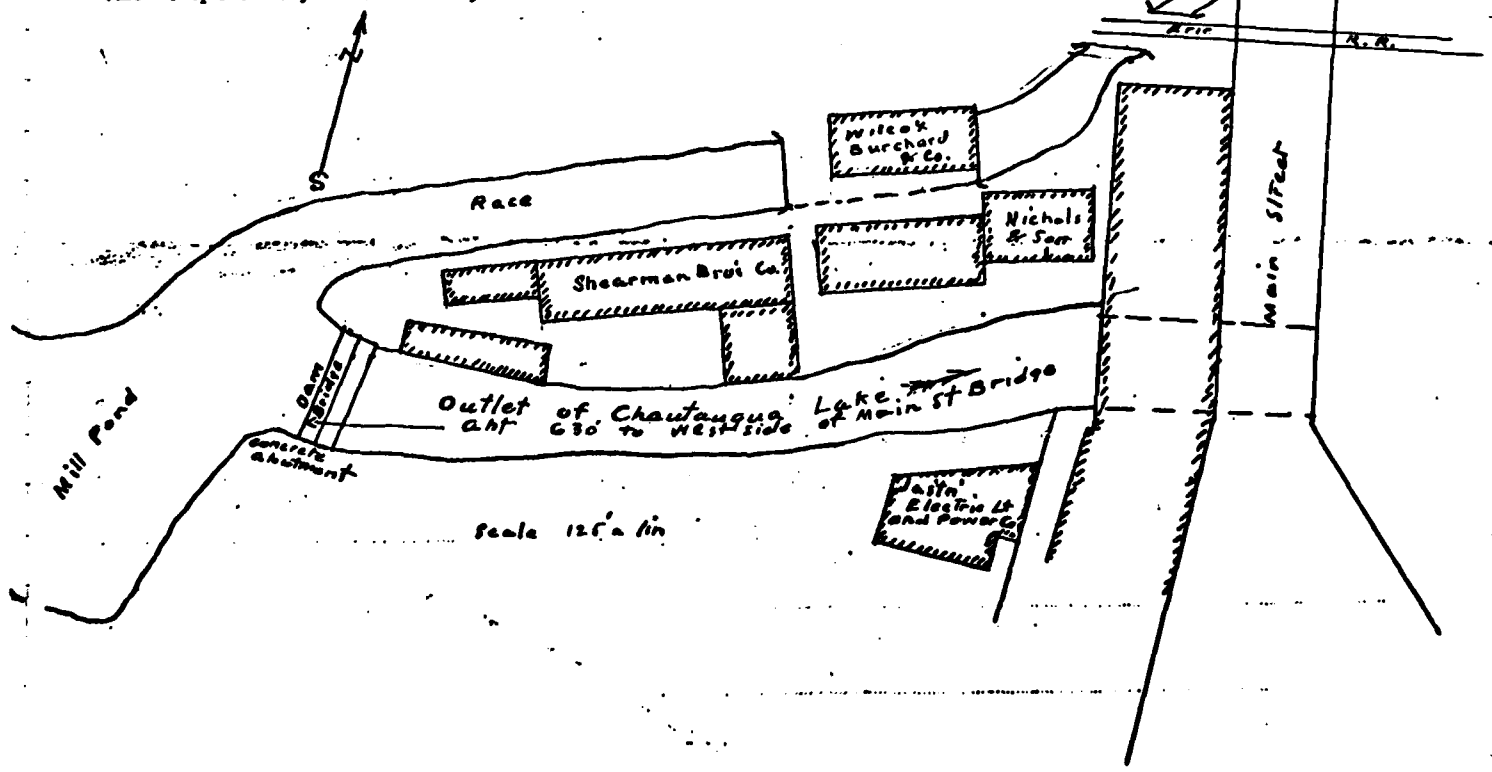 Erie R.R.
N
S
Wilcox
Burchard
& Co.
Race
Nichols
& Son
Main Street
Shearman Bros Co.
Dam
Bridge
Mill Pond
Outlet of Chautauqua Lake
abt 630' to West side of Main St Bridge
Concrete
abutment
Jastn'
Electric Lt
and Power Co
Scale 125' a 1in